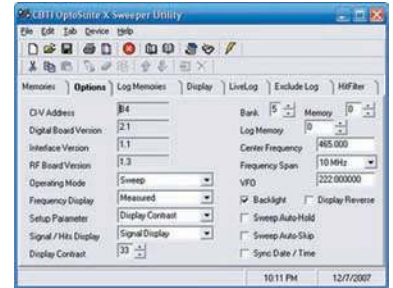 CBTI OptoSuite X Sweeper Utility
File Edit Tab Device Help
Memories Options Log Memories Display LiveLog Exclude Log HitFilter
CI-V Address B4 Bank 5 Memory 0
Digital Board Version 2.1 Log Memory 0
Interface Version 1.1 Center Frequency 465.000
RF Board Version 1.3 Frequency Span 10 MHz
Operating Mode Sweep VFO 222.000000
Frequency Display Measured Backlight Display Reverse
Setup Parameter Display Contrast Sweep Auto-Hold
Signal / Hits Display Signal Display Sweep Auto-Skip
Display Contrast 33 Sync Date / Time
10:11 PM 12/7/2007